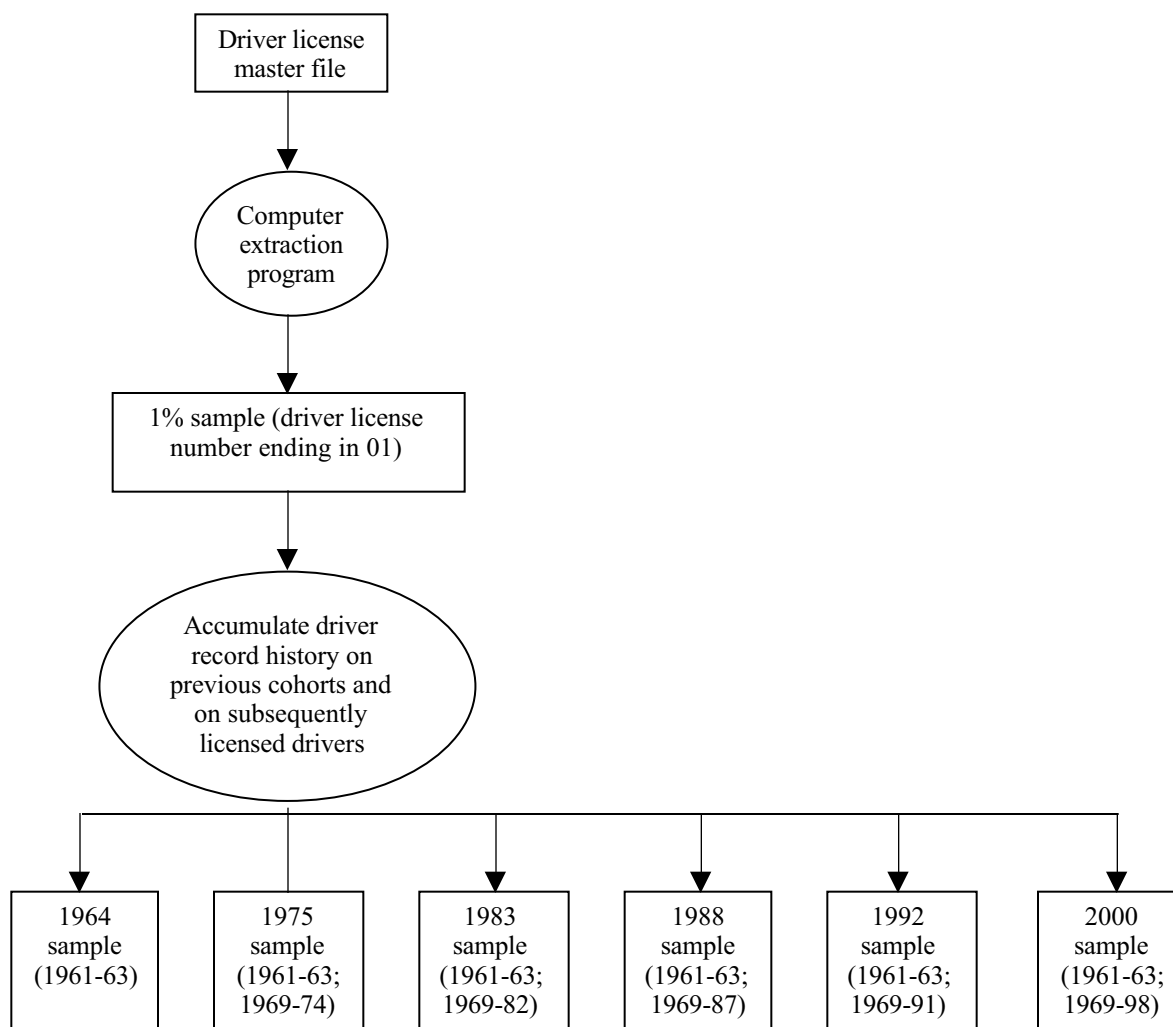 Driver license
master file
Computer
extraction
program
1% sample (driver license
number ending in 01)
Accumulate driver
record history on
previous cohorts and
on subsequently
licensed drivers
1964
sample
(1961-63)
1975
sample
(1961-63;
1969-74)
1983
sample
(1961-63;
1969-82)
1988
sample
(1961-63;
1969-87)
1992
sample
(1961-63;
1969-91)
2000
sample
(1961-63;
1969-98)